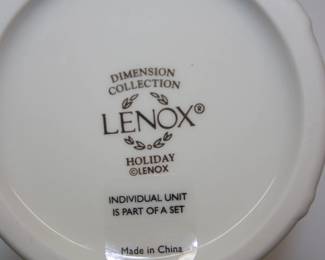 DIMENSION
COLLECTION
LENOX®
HOLIDAY
©LENOX
INDIVIDUAL UNIT
IS PART OF A SET
Made in China